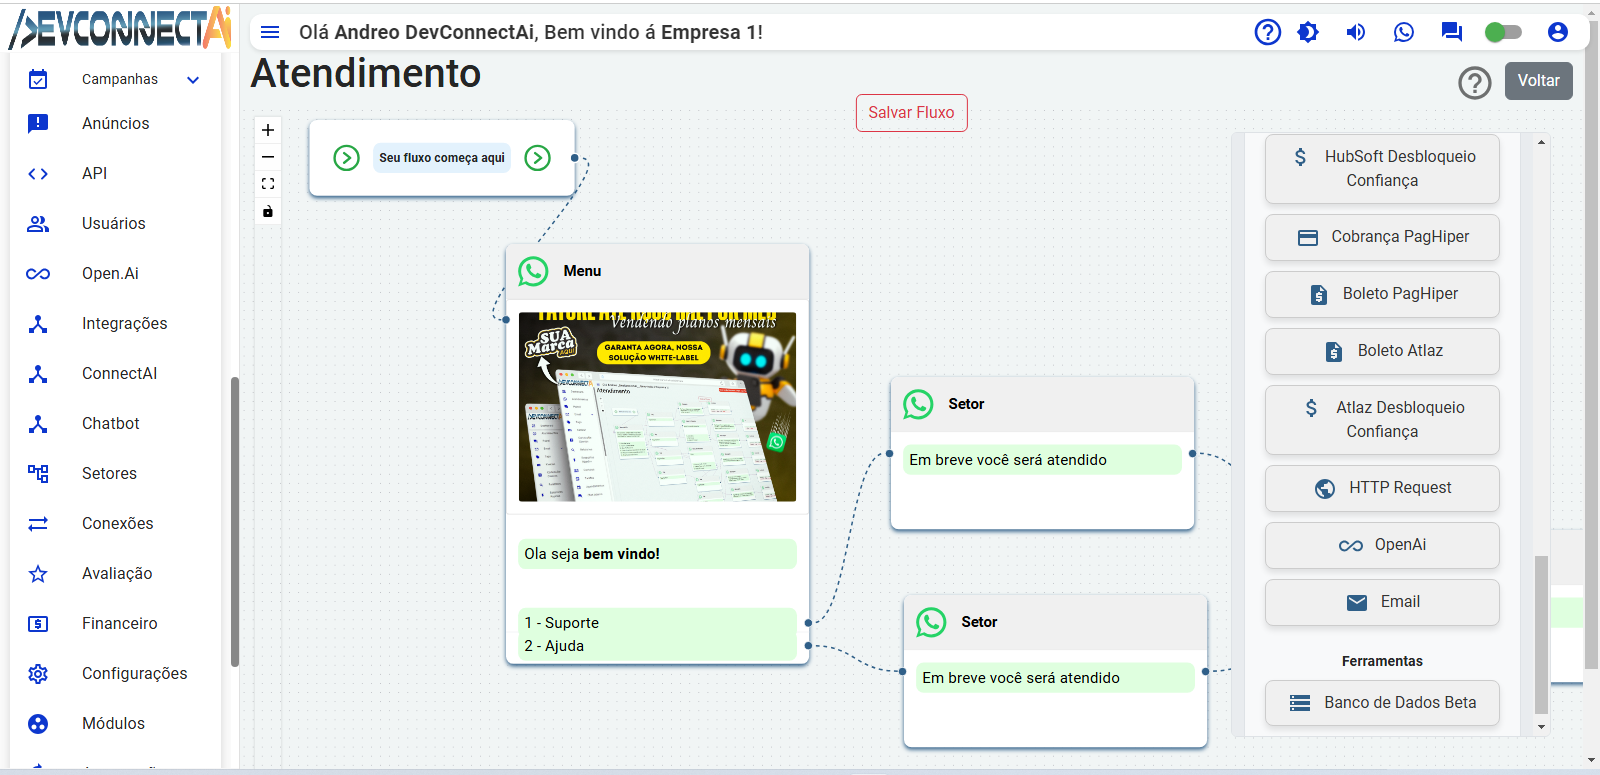 DEVCONNECTAi
Olá Andreo DevConnectAi, Bem vindo á Empresa 1!
Campanhas
Anúncios
API
Usuários
Open.Ai
Integrações
ConnectAI
Chatbot
Setores
Conexões
Avaliação
Financeiro
Configurações
Módulos
Atendimento
Salvar Fluxo
Voltar
Seu fluxo começa aqui
Menu
Vendendo planos mensais
SUA
Marca
AQUI
GARANTA AGORA, NOSSA
SOLUÇÃO WHITE-LABEL
DEVCONNECTAi
Atendimento
Ola seja bem vindo!
1 - Suporte
2 - Ajuda
Setor
Em breve você será atendido
Setor
Em breve você será atendido
HubSoft Desbloqueio
Confiança
Cobrança PagHiper
Boleto PagHiper
Boleto Atlaz
Atlaz Desbloqueio
Confiança
HTTP Request
OpenAi
Email
Ferramentas
Banco de Dados Beta